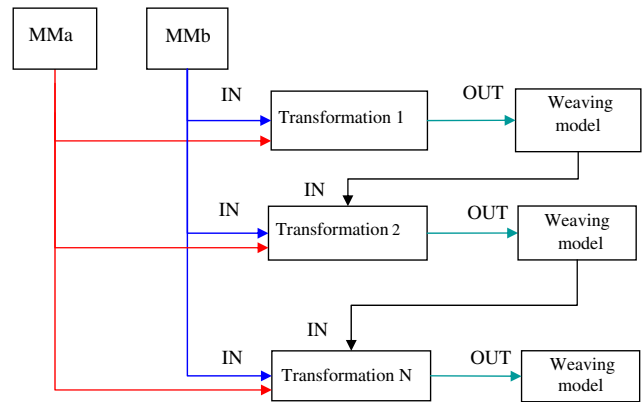 MMa
MMb
IN
OUT
Transformation 1
Weaving
model
IN
IN
OUT
Transformation 2
Weaving
model
IN
IN
OUT
Transformation N
Weaving
model